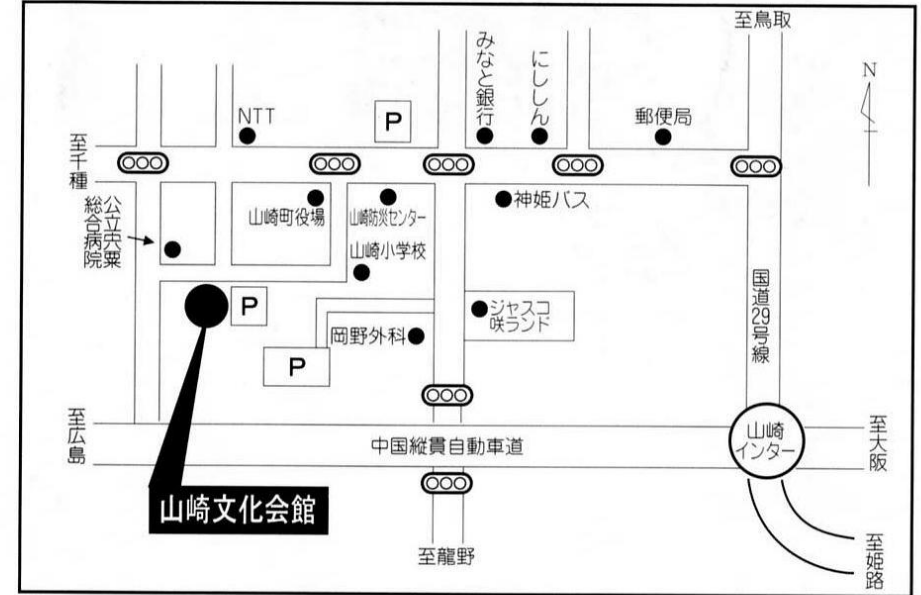 至鳥取
みなと銀行
にししん
N
NTT
P
郵便局
至千種
山崎町役場
山崎防災センター
神姫バス
公立宍粟
総合病院
山崎小学校
国道29号線
P
ジャスコ
咲ランド
岡野外科
P
至広島
中国縦貫自動車道
山崎
インター
至大阪
山崎文化会館
至龍野
至姫路